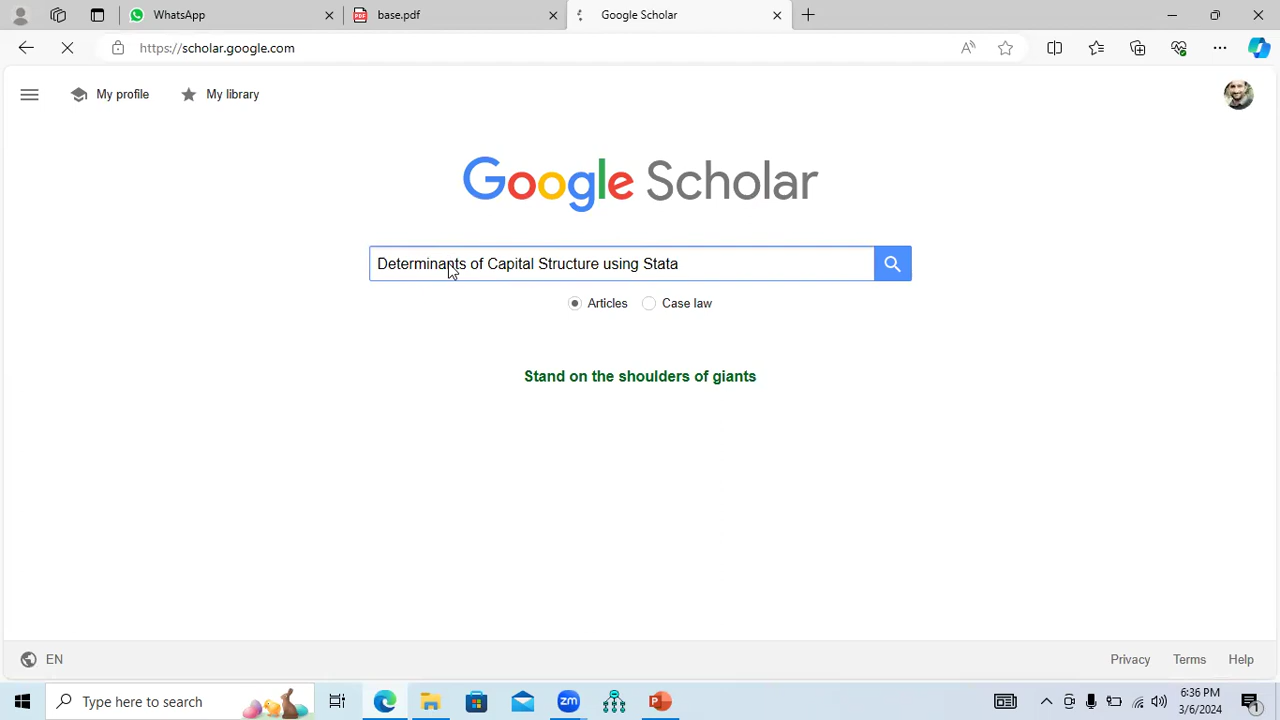 WhatsApp
base.pdf
Google Scholar
https://scholar.google.com
My profile
My library
Google Scholar
Determinants of Capital Structure using Stata
Articles
Case law
Stand on the shoulders of giants
EN
Privacy
Terms
Help
Type here to search
zm
6:36 PM
3/6/2024
1